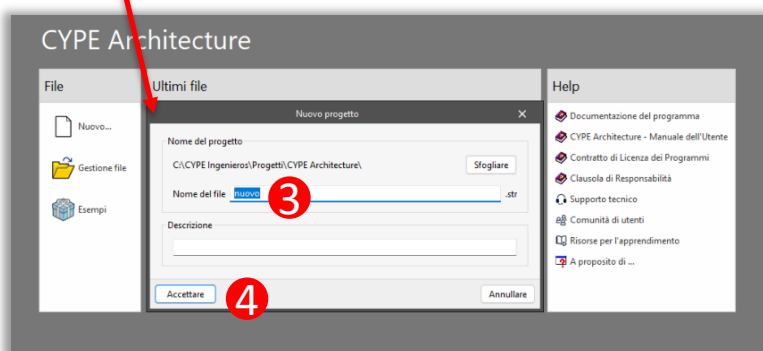 CYPE Architecture
File
Nuovo...
Gestione file
Esempi
Ultimi file
Nuovo progetto
Nome del progetto
C:\CYPE Ingenieros\Progetti\CYPE Architecture\
Sfogliare
Nome del file nuovo .str
3
Descrizione
Accettare
4
Annullare
Help
Documentazione del programma
CYPE Architecture - Manuale dell'Utente
Contratto di Licenza dei Programmi
Clausola di Responsabilità
Supporto tecnico
Comunità di utenti
Risorse per l'apprendimento
A proposito di ...